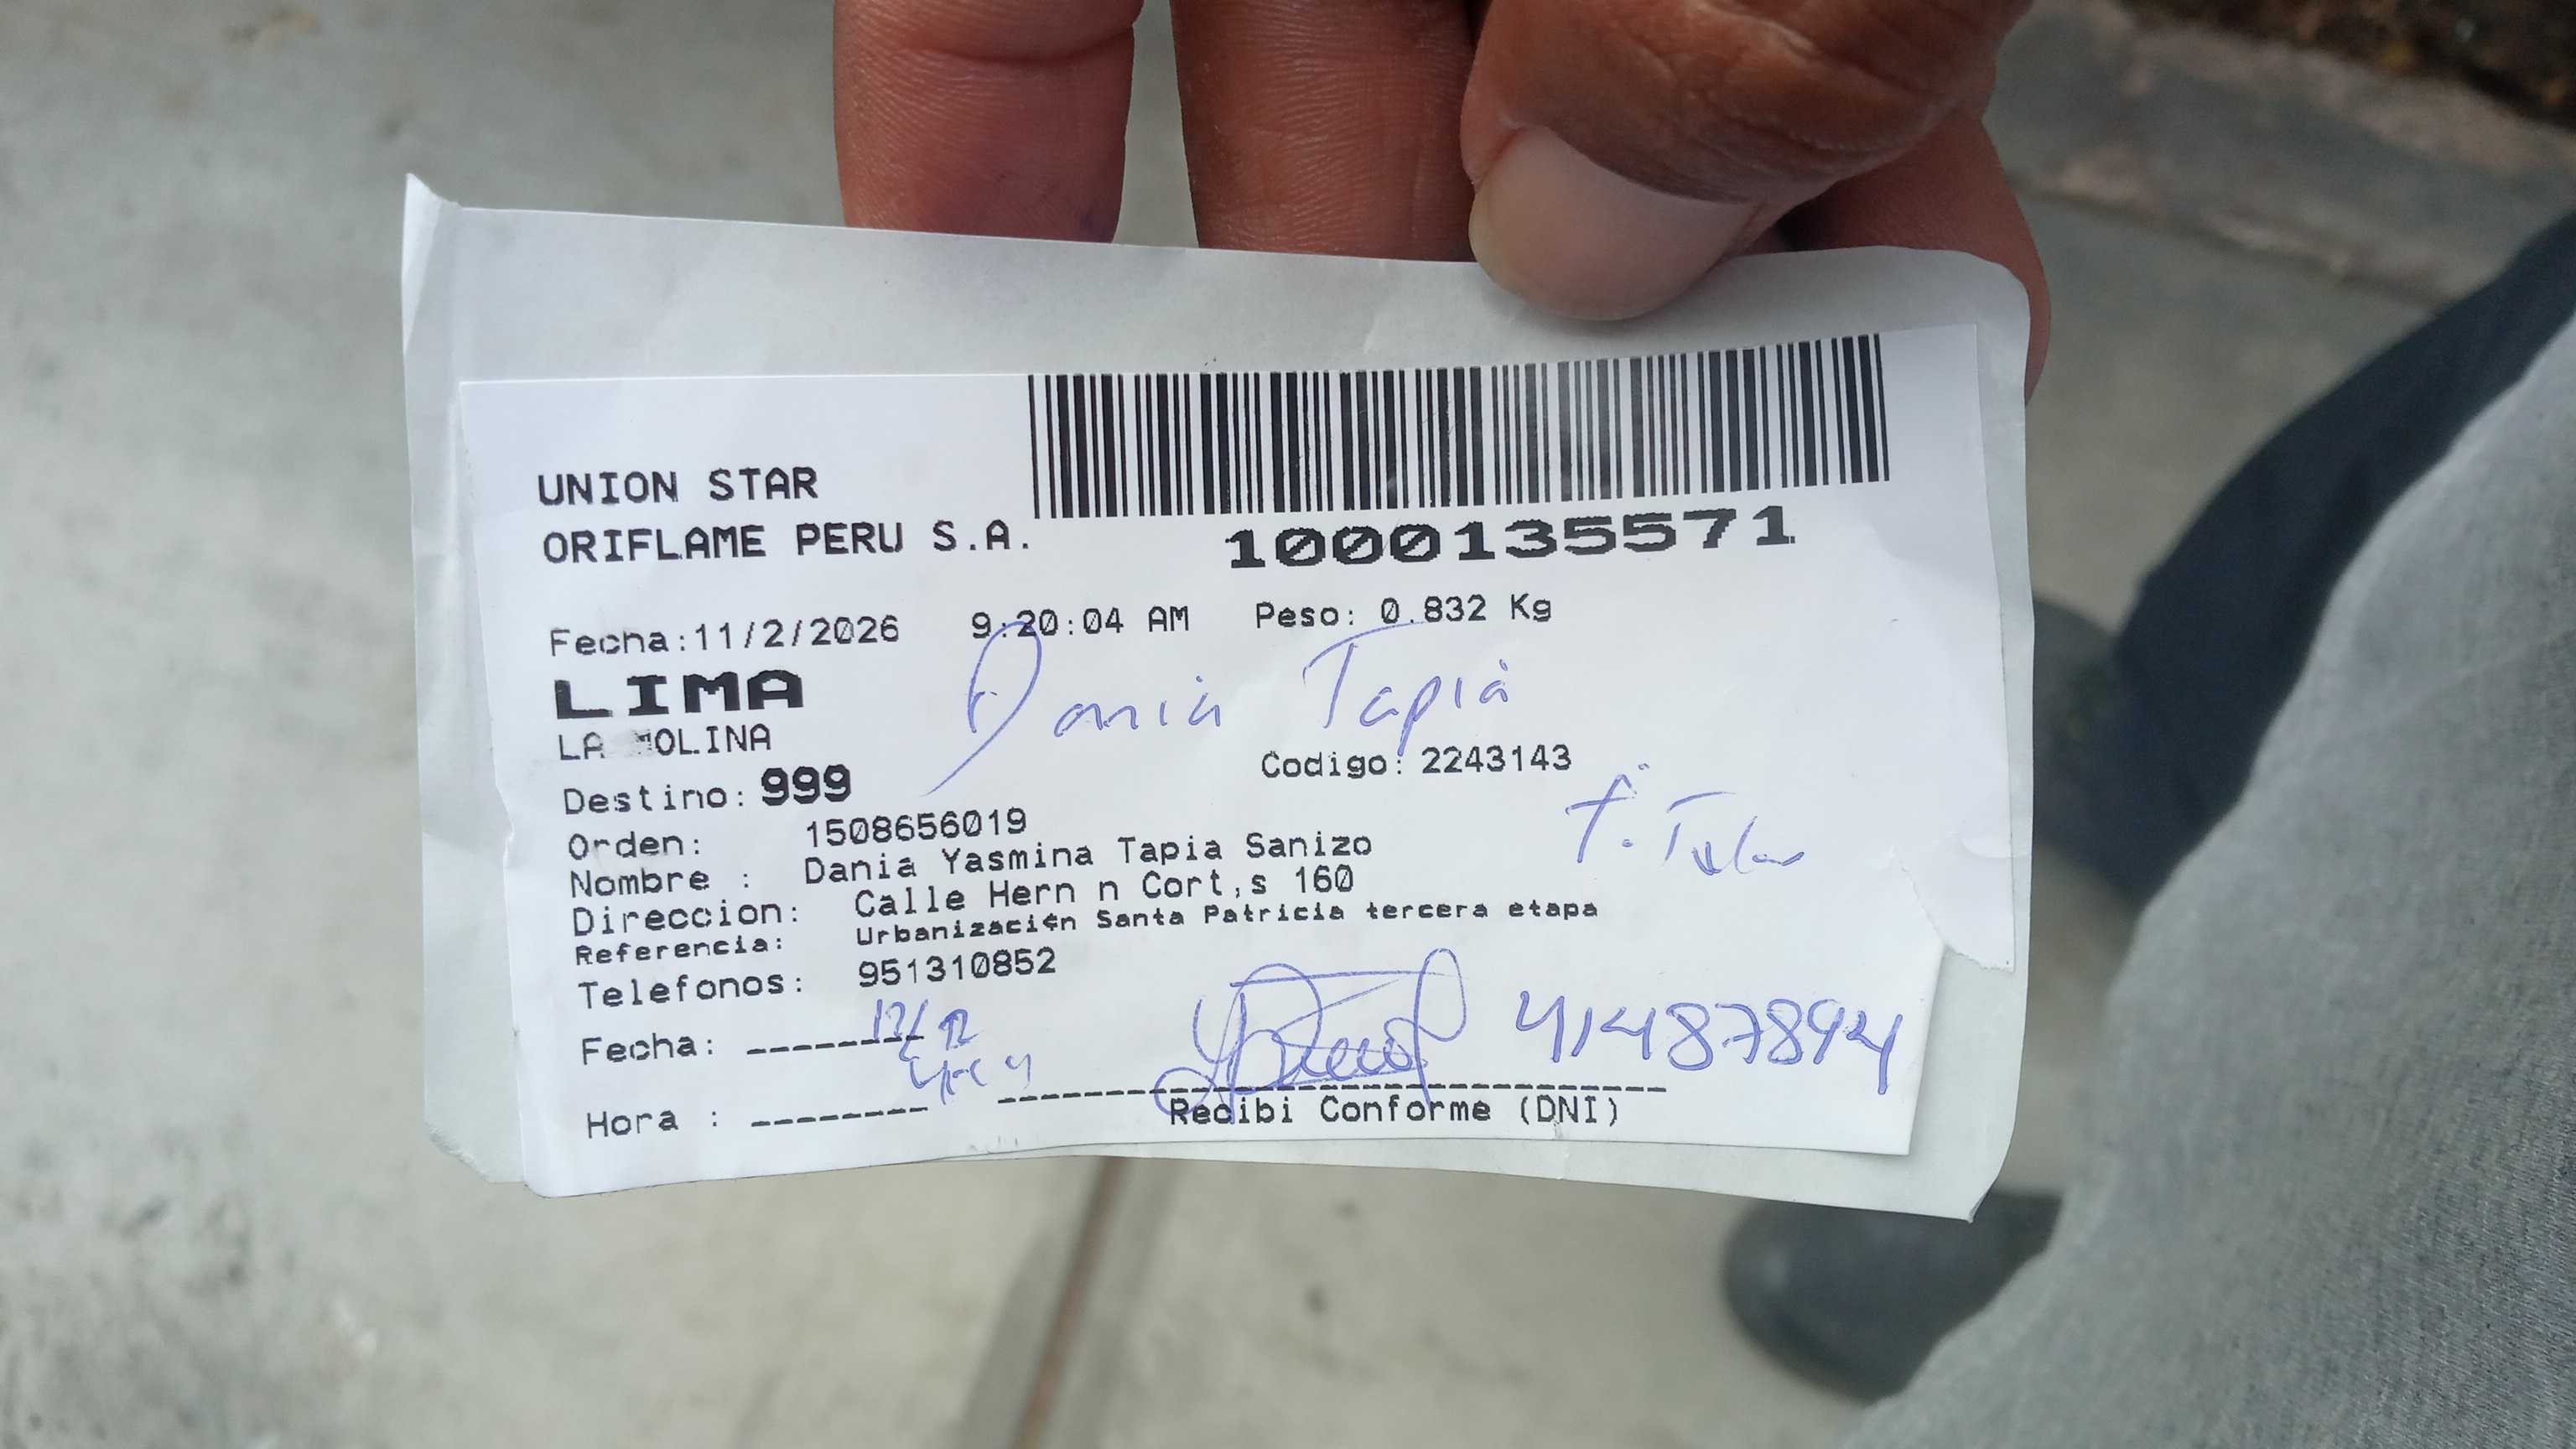 UNION STAR
ORIFLAME PERU S.A.
1000135571
Fecha:11/2/2026 9:20:04 AM Peso: 0.832 Kg
LIMA
Dania Tapia
LA MOLINA
Codigo: 2243143
Destino: 999
Orden: 1508656019
Nombre : Dania Yasmina Tapia Sanizo
Direccion: Calle Hern n Cort,s 160
Referencia: Urbanizaci¢n Santa Patricia tercera etapa
Telefonos: 951310852
Fecha:
41487894
Hora :
Recibi Conforme (DNI)